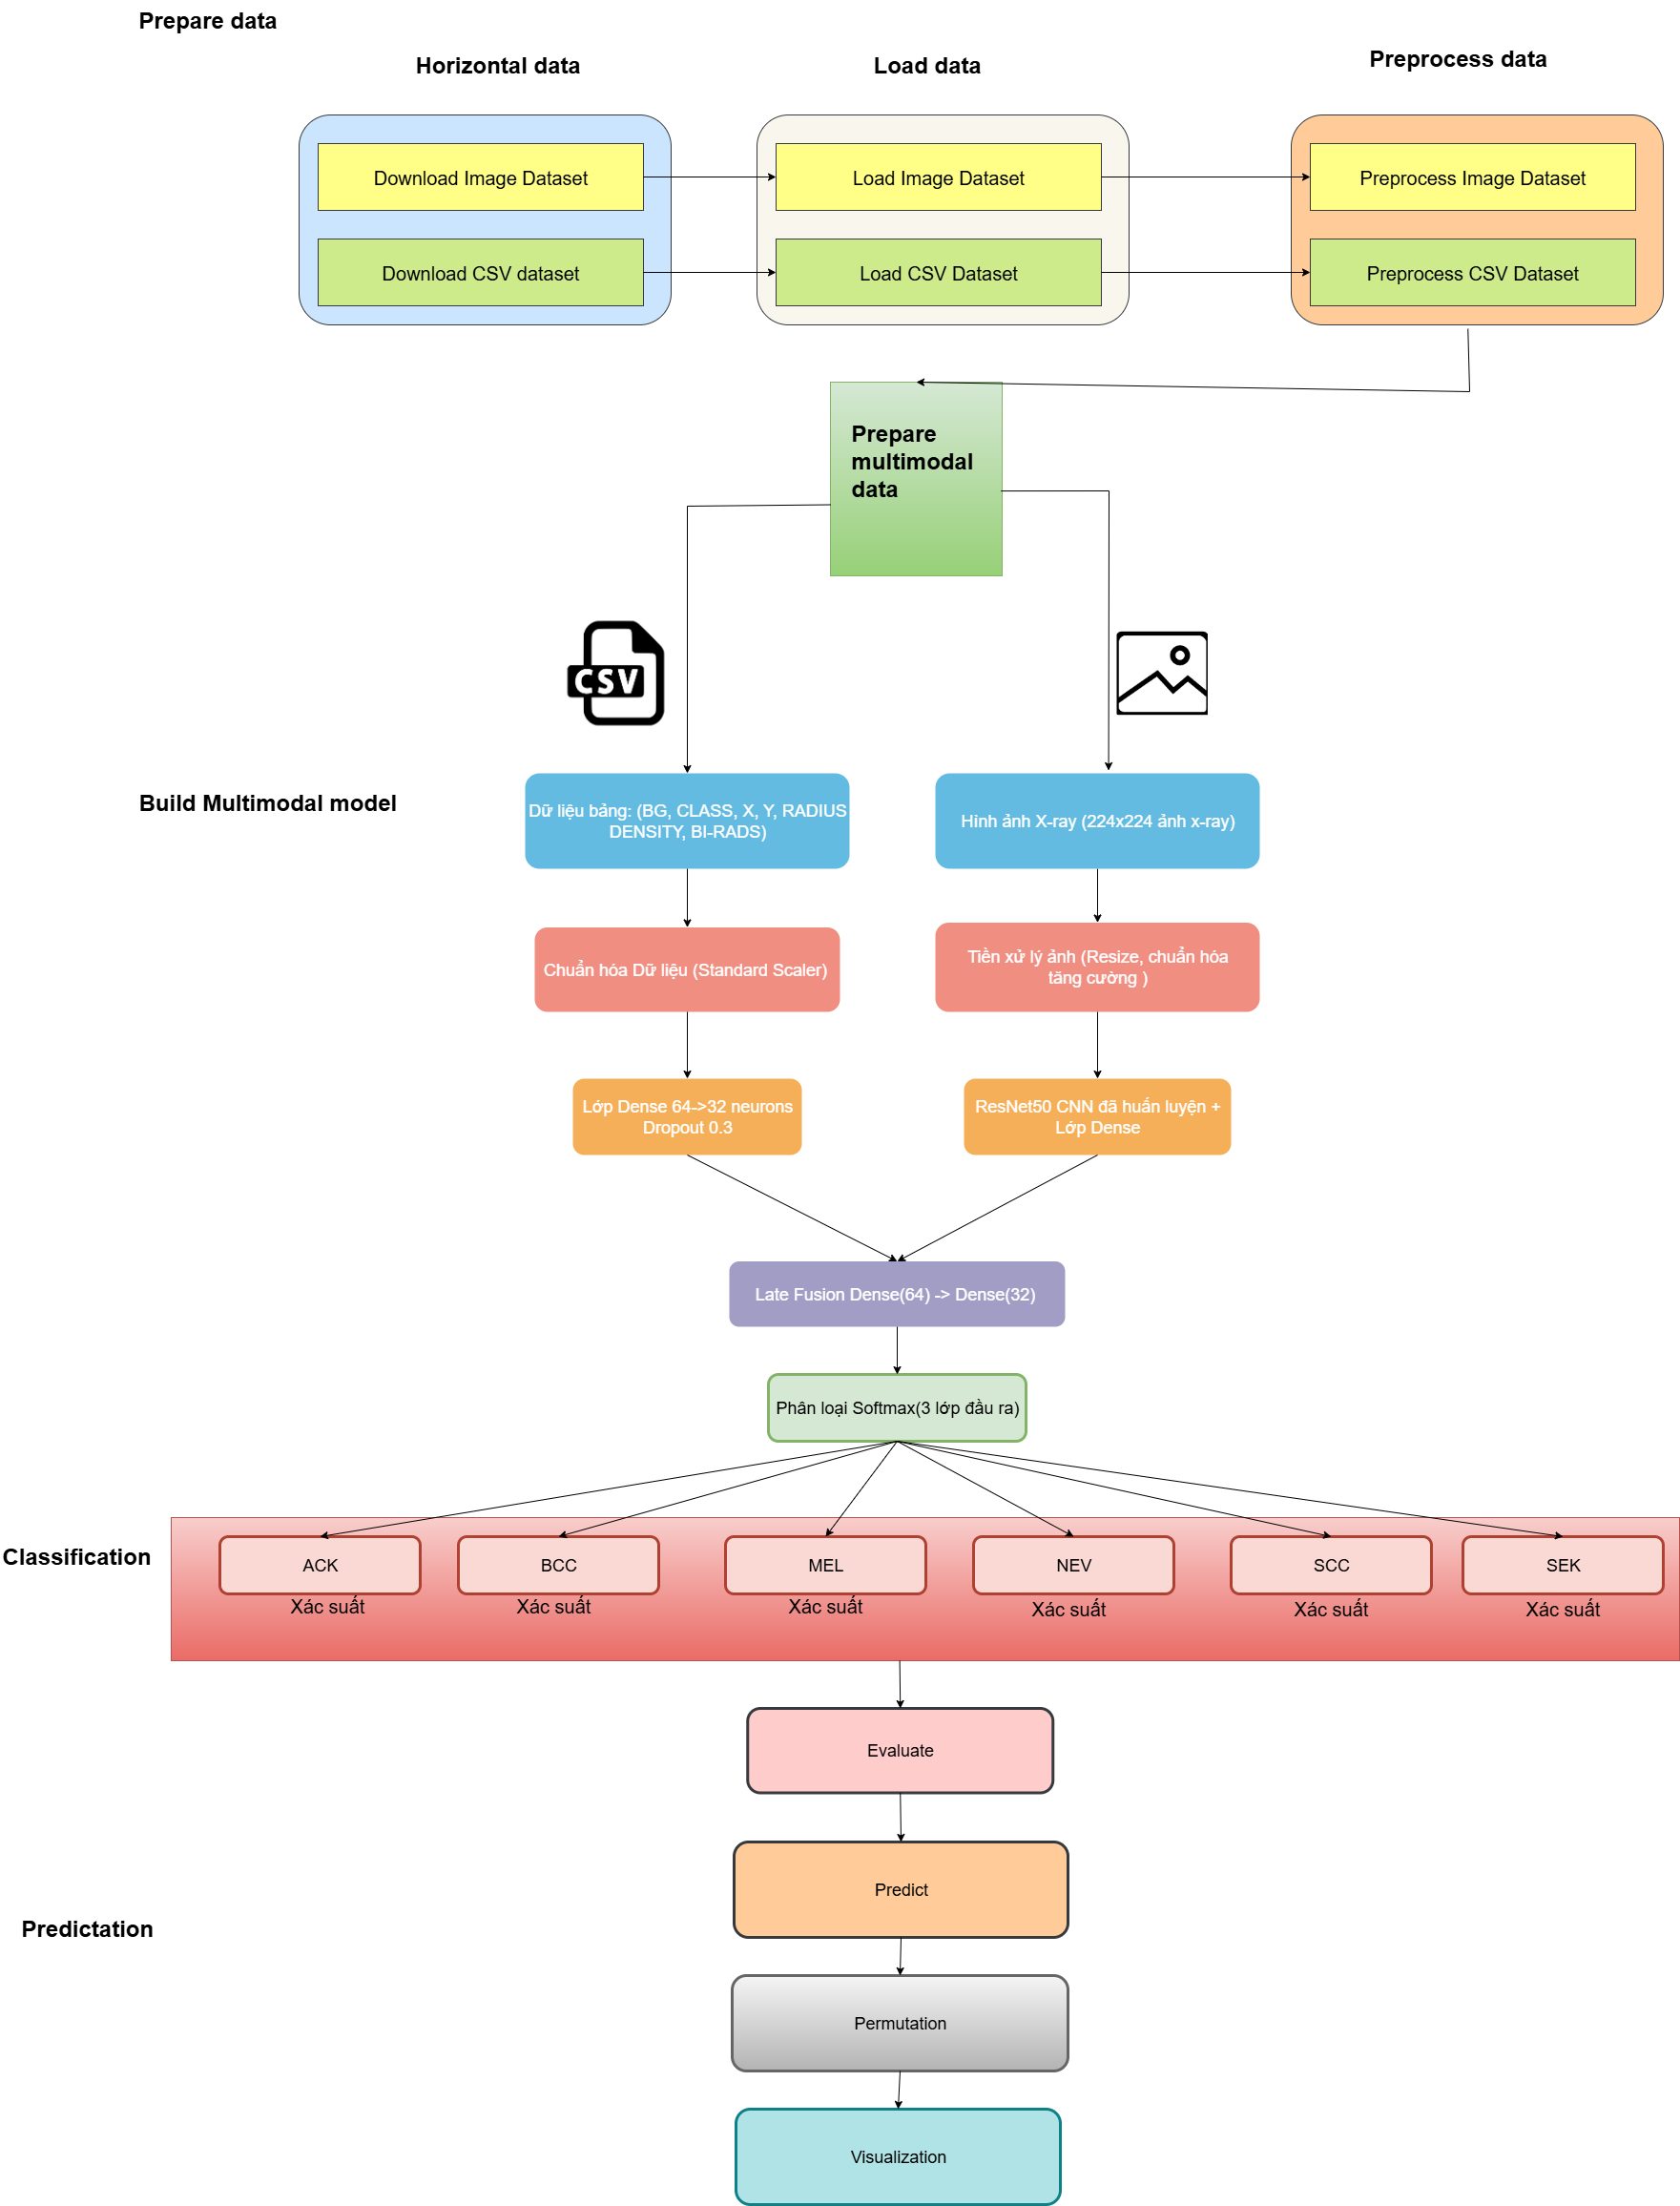 Prepare data
Horizontal data
Load data
Preprocess data
Download Image Dataset
Load Image Dataset
Preprocess Image Dataset
Download CSV dataset
Load CSV Dataset
Preprocess CSV Dataset
Prepare
multimodal
data
CSV
Build Multimodal model
Dữ liệu bảng: (BG, CLASS, X, Y, RADIUS
DENSITY, BI-RADS)
Hình ảnh X-ray (224x224 ảnh x-ray)
Chuẩn hóa Dữ liệu (Standard Scaler)
Tiền xử lý ảnh (Resize, chuẩn hóa
tăng cường )
Lớp Dense 64->32 neurons
Dropout 0.3
ResNet50 CNN đã huấn luyện +
Lớp Dense
Late Fusion Dense(64) -> Dense(32)
Phân loại Softmax(3 lớp đầu ra)
Classification
ACK
BCC
MEL
NEV
SCC
SEK
Xác suất
Xác suất
Xác suất
Xác suất
Xác suất
Xác suất
Evaluate
Predict
Predictation
Permutation
Visualization